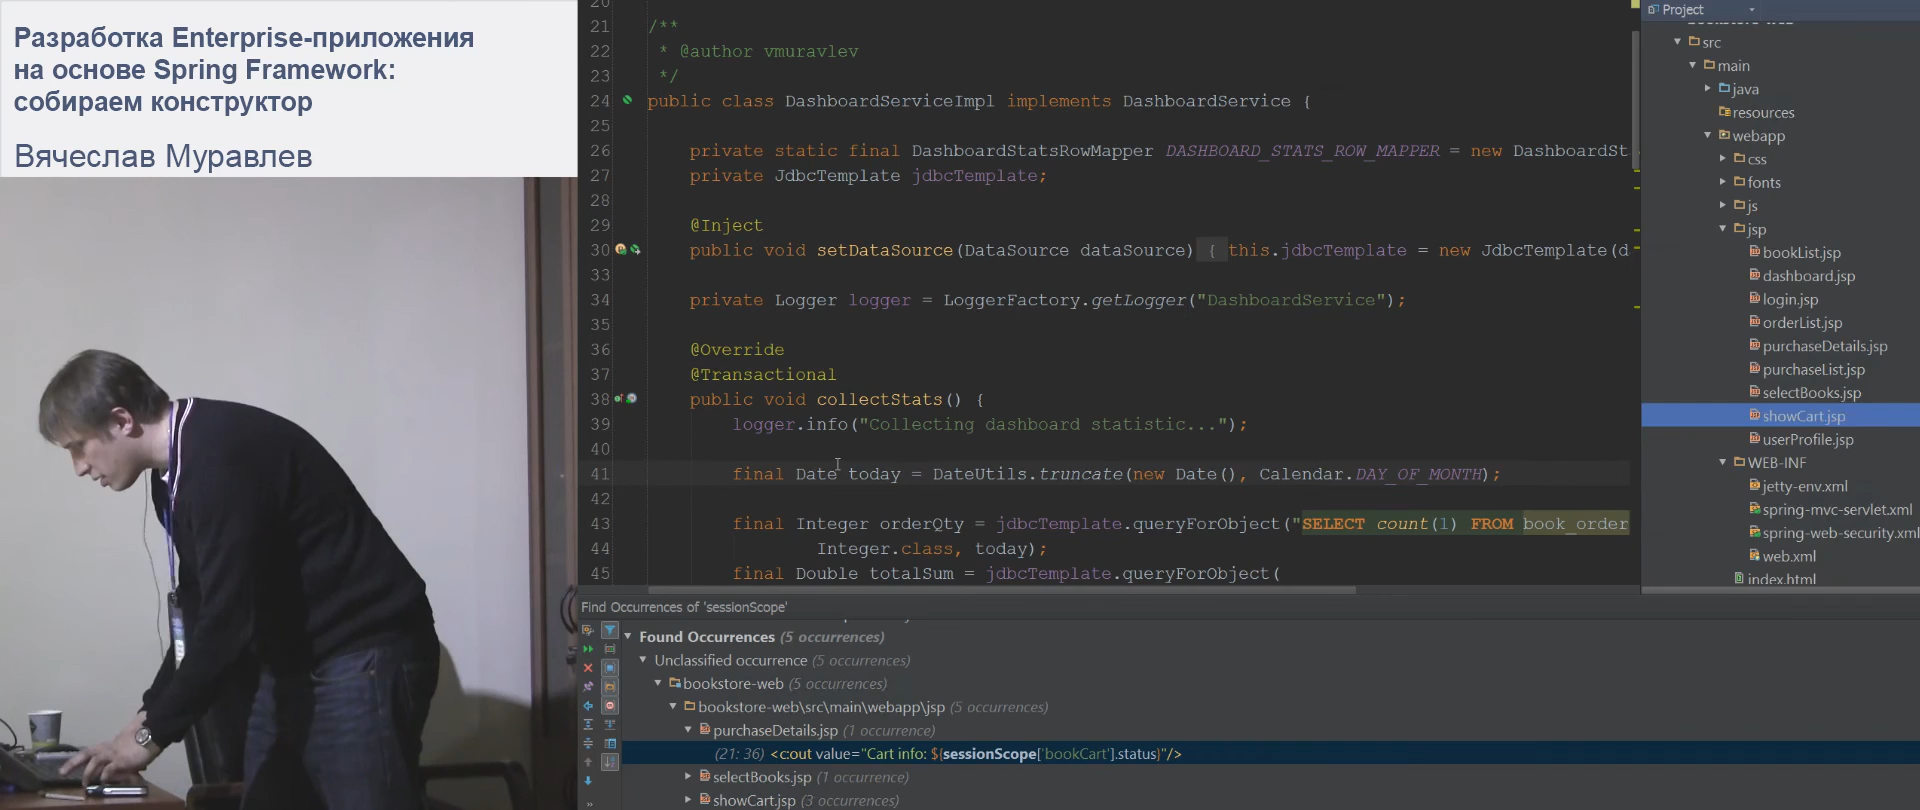 Разработка Enterprise-приложения
на основе Spring Framework:
собираем конструктор
Вячеслав Муравлев
20
21 /**
22 * @author vmuravlev
23 */
24 public class DashboardServiceImpl implements DashboardService {
25
26 private static final DashboardStatsRowMapper DASHBOARD_STATS_ROW_MAPPER = new DashboardSt
27 private JdbcTemplate jdbcTemplate;
28
29 @Inject
30 public void setDataSource(DataSource dataSource) { this.jdbcTemplate = new JdbcTemplate(d
33
34 private Logger logger = LoggerFactory.getLogger("DashboardService");
35
36 @Override
37 @Transactional
38 public void collectStats() {
39 logger.info("Collecting dashboard statistic...");
40
41 final Date today = DateUtils.truncate(new Date(), Calendar.DAY_OF_MONTH);
42
43 final Integer orderQty = jdbcTemplate.queryForObject("SELECT count(1) FROM book_order
44 Integer.class, today);
45 final Double totalSum = jdbcTemplate.queryForObject(
Project
bookstore-web
src
main
java
resources
webapp
css
fonts
js
jsp
bookList.jsp
dashboard.jsp
login.jsp
orderList.jsp
purchaseDetails.jsp
purchaseList.jsp
selectBooks.jsp
showCart.jsp
userProfile.jsp
WEB-INF
jetty-env.xml
spring-mvc-servlet.xml
spring-web-security.xml
web.xml
index.html
Find Occurrences of 'sessionScope'
Found Occurrences (5 occurrences)
Unclassified occurrence (5 occurrences)
bookstore-web (5 occurrences)
bookstore-web\src\main\webapp\jsp (5 occurrences)
purchaseDetails.jsp (1 occurrence)
(21: 36) <c:out value="Cart info: ${sessionScope['bookCart'].status}"/>
selectBooks.jsp (1 occurrence)
showCart.jsp (3 occurrences)